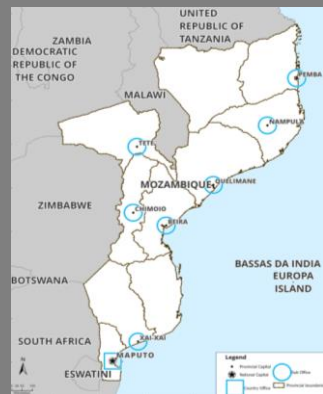 UNITED
REPUBLIC OF
TANZANIA
ZAMBIA
DEMOCRATIC
REPUBLIC OF
THE CONGO
MALAWI
PEMBA
NAMPULA
TETE
MOZAMBIQUE
QUELIMANE
ZIMBABWE
CHIMOIO
BEIRA
BASSAS DA INDIA
EUROPA
ISLAND
BOTSWANA
SOUTH AFRICA
XAI-XAI
MAPUTO
ESWATINI
N
Legend
Provincial Capital
National Capital
Country Office
Sub Office
Provincial boundaries